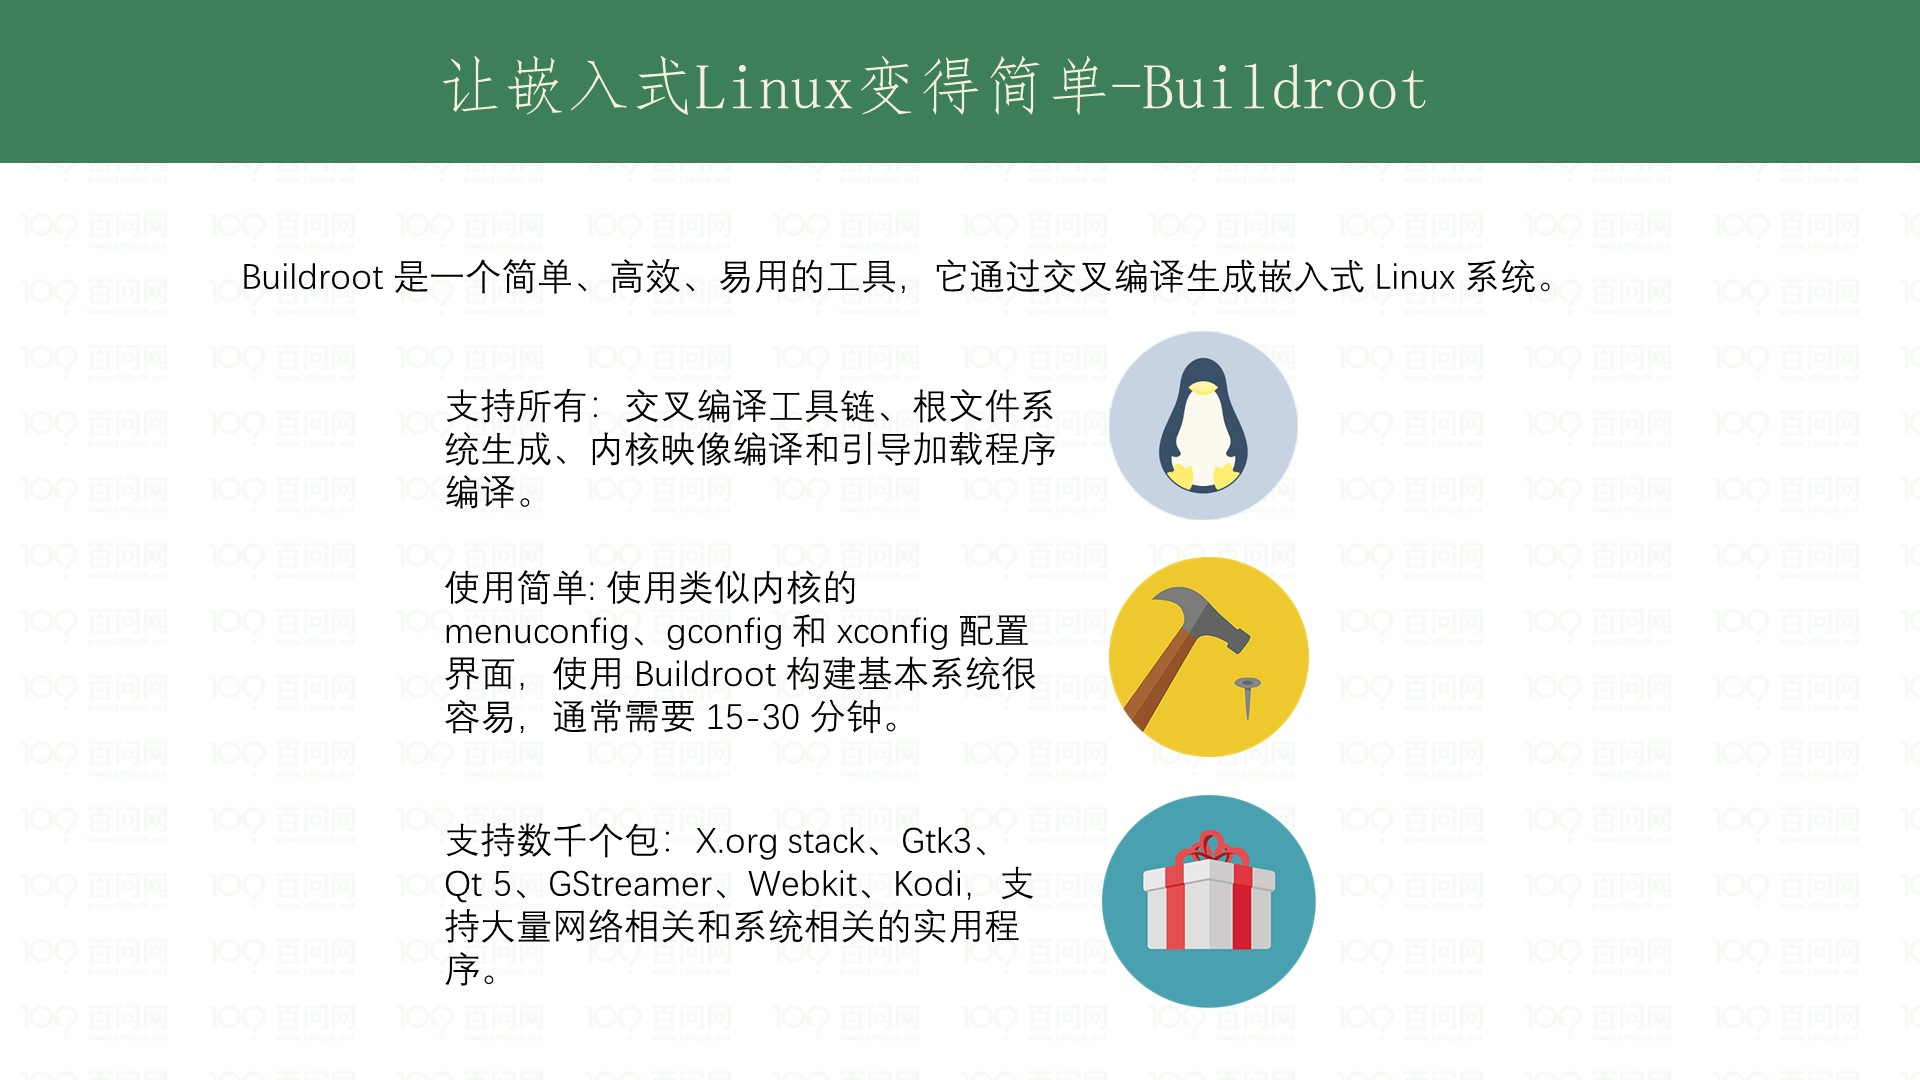 让嵌入式Linux变得简单-Buildroot
Buildroot 是一个简单、高效、易用的工具，它通过交叉编译生成嵌入式 Linux 系统。
支持所有：交叉编译工具链、根文件系
统生成、内核映像编译和引导加载程序
编译。
使用简单: 使用类似内核的
menuconfig、gconfig 和 xconfig 配置
界面，使用 Buildroot 构建基本系统很
容易，通常需要 15-30 分钟。
支持数千个包：X.org stack、Gtk3、
Qt 5、GStreamer、Webkit、Kodi，支
持大量网络相关和系统相关的实用程
序。